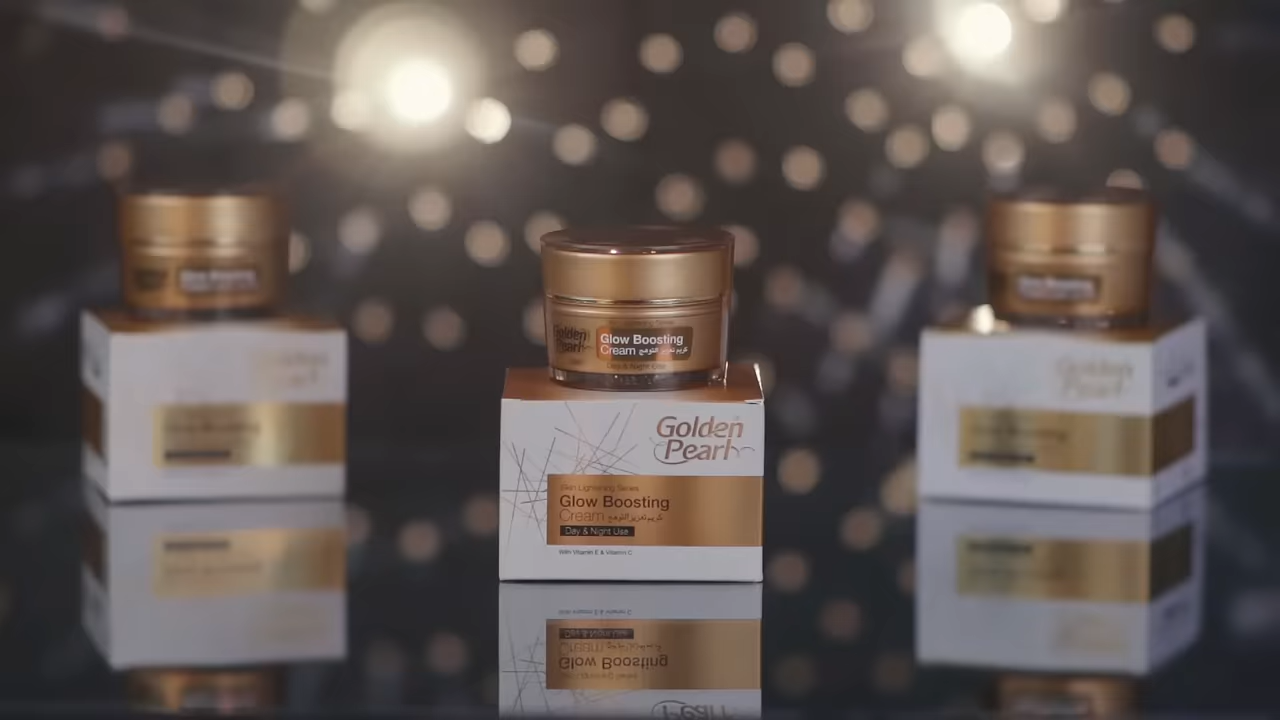 Golden
Pearl
Glow Boosting
Cream كريم تعزيز التوهج
Day & Night Use
Golden
Pearl
Skin Lightening Series
Glow Boosting
Cream كريم تعزيز التوهج
Day & Night Use
With Vitamin E & Vitamin C